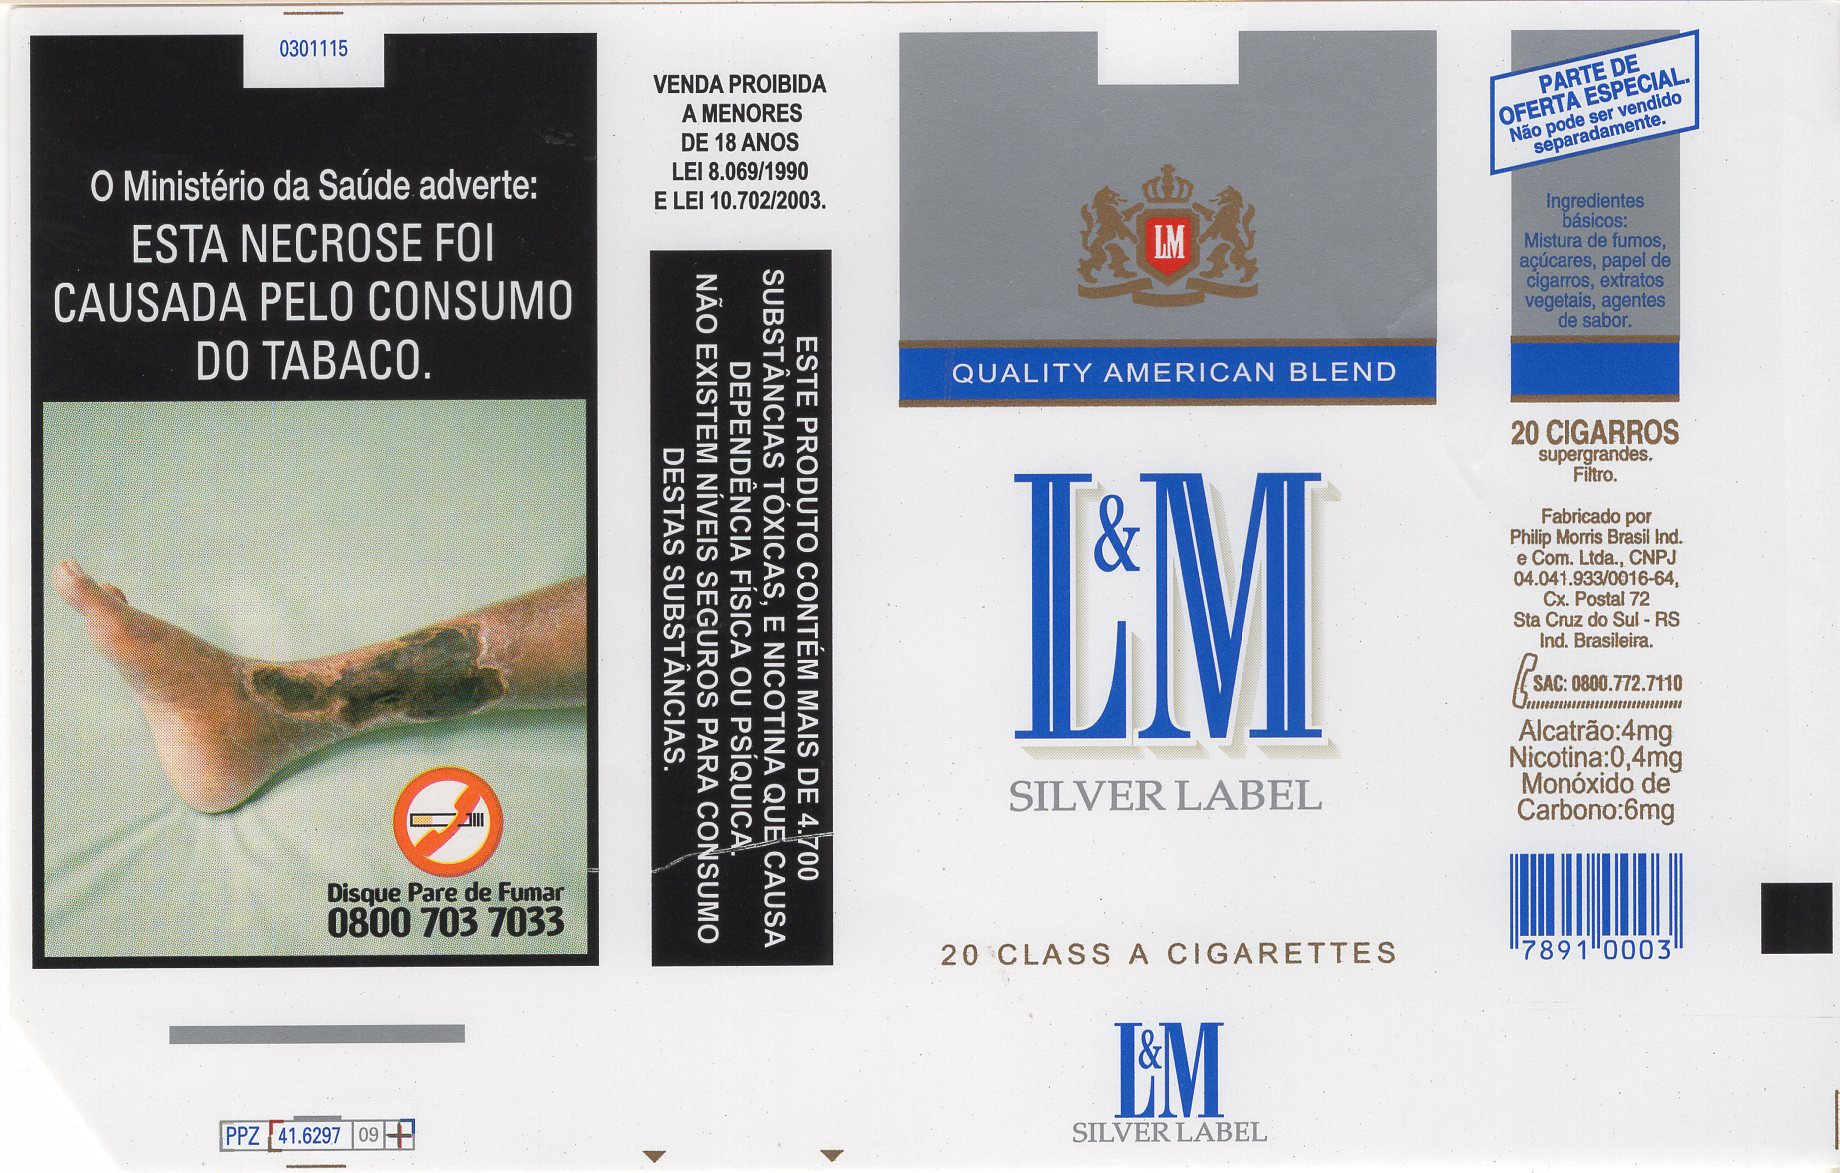 0301115
O Ministério da Saúde adverte:
ESTA NECROSE FOI
CAUSADA PELO CONSUMO
DO TABACO.
Disque Pare de Fumar
0800 703 7033
PPZ 41.6297 09
VENDA PROIBIDA
A MENORES
DE 18 ANOS
LEI 8.069/1990
E LEI 10.702/2003.
ESTE PRODUTO CONTÉM MAIS DE 4.700
SUBSTÂNCIAS TÓXICAS, E NICOTINA QUE CAUSA
DEPENDÊNCIA FÍSICA OU PSÍQUICA.
NÃO EXISTEM NÍVEIS SEGUROS PARA CONSUMO
DESTAS SUBSTÂNCIAS.
LM
QUALITY AMERICAN BLEND
L&M
SILVER LABEL
20 CLASS A CIGARETTES
L&M
SILVER LABEL
PARTE DE
OFERTA ESPECIAL.
Não pode ser vendido
separadamente.
Ingredientes
básicos:
Mistura de fumos,
açúcares, papel de
cigarros, extratos
vegetais, agentes
de sabor.
20 CIGARROS
supergrandes.
Filtro.
Fabricado por
Philip Morris Brasil Ind.
e Com. Ltda., CNPJ
04.041.933/0016-64,
Cx. Postal 72
Sta Cruz do Sul - RS
Ind. Brasileira.
SAC: 0800.772.7110
Alcatrão:4mg
Nicotina:0,4mg
Monóxido de
Carbono:6mg
7891 0003